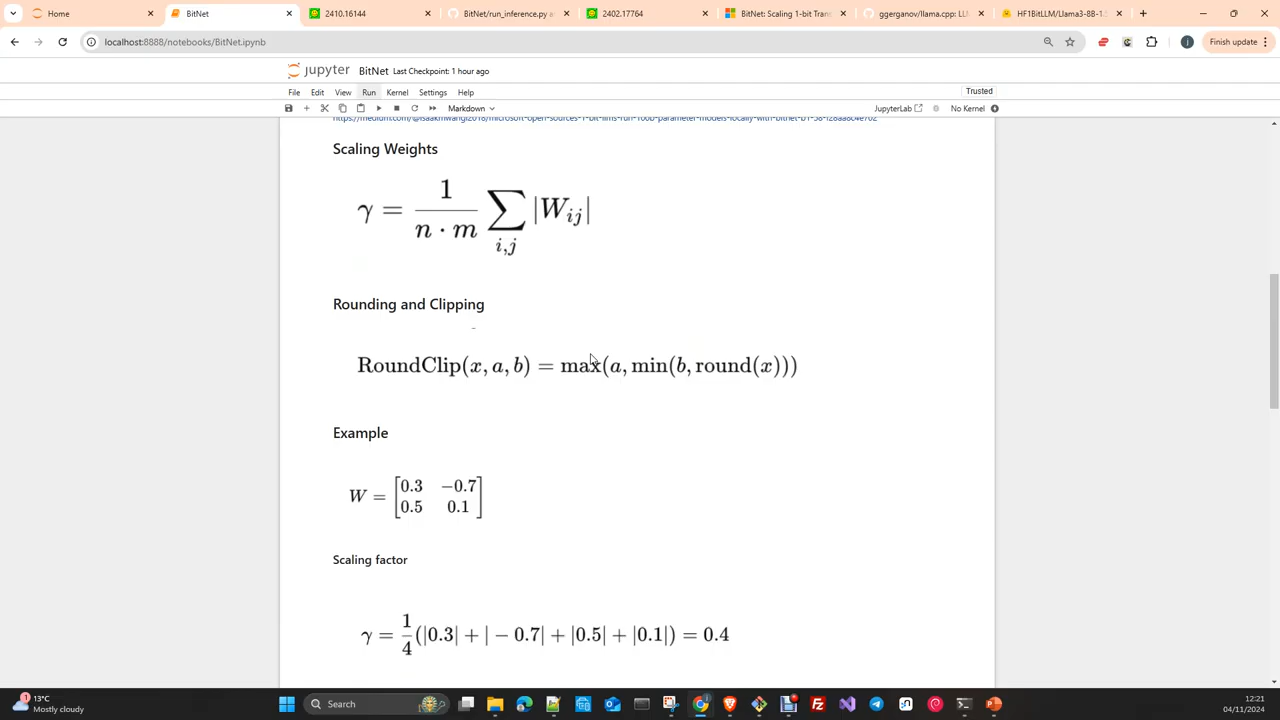 Home
BitNet
2410.16144
BitNet/run_inference.py a
2402.17764
BitNet: Scaling 1-bit Tran
ggerganov/llama.cpp: LL
HF1BitLLM/Llama3-8B-1.
localhost:8888/notebooks/BitNet.ipynb
Finish update
jupyter BitNet Last Checkpoint: 1 hour ago
File Edit View Run Kernel Settings Help
Trusted
Markdown
JupyterLab
No Kernel
Scaling Weights
γ = 1/(n · m) ∑_{i,j} |W_{ij}|
Rounding and Clipping
RoundClip(x, a, b) = max(a, min(b, round(x)))
Example
W = [0.3 −0.7
0.5 0.1]
Scaling factor
γ = 1/4 (|0.3| + | − 0.7| + |0.5| + |0.1|) = 0.4
13°C
Mostly cloudy
Search
12:21
04/11/2024